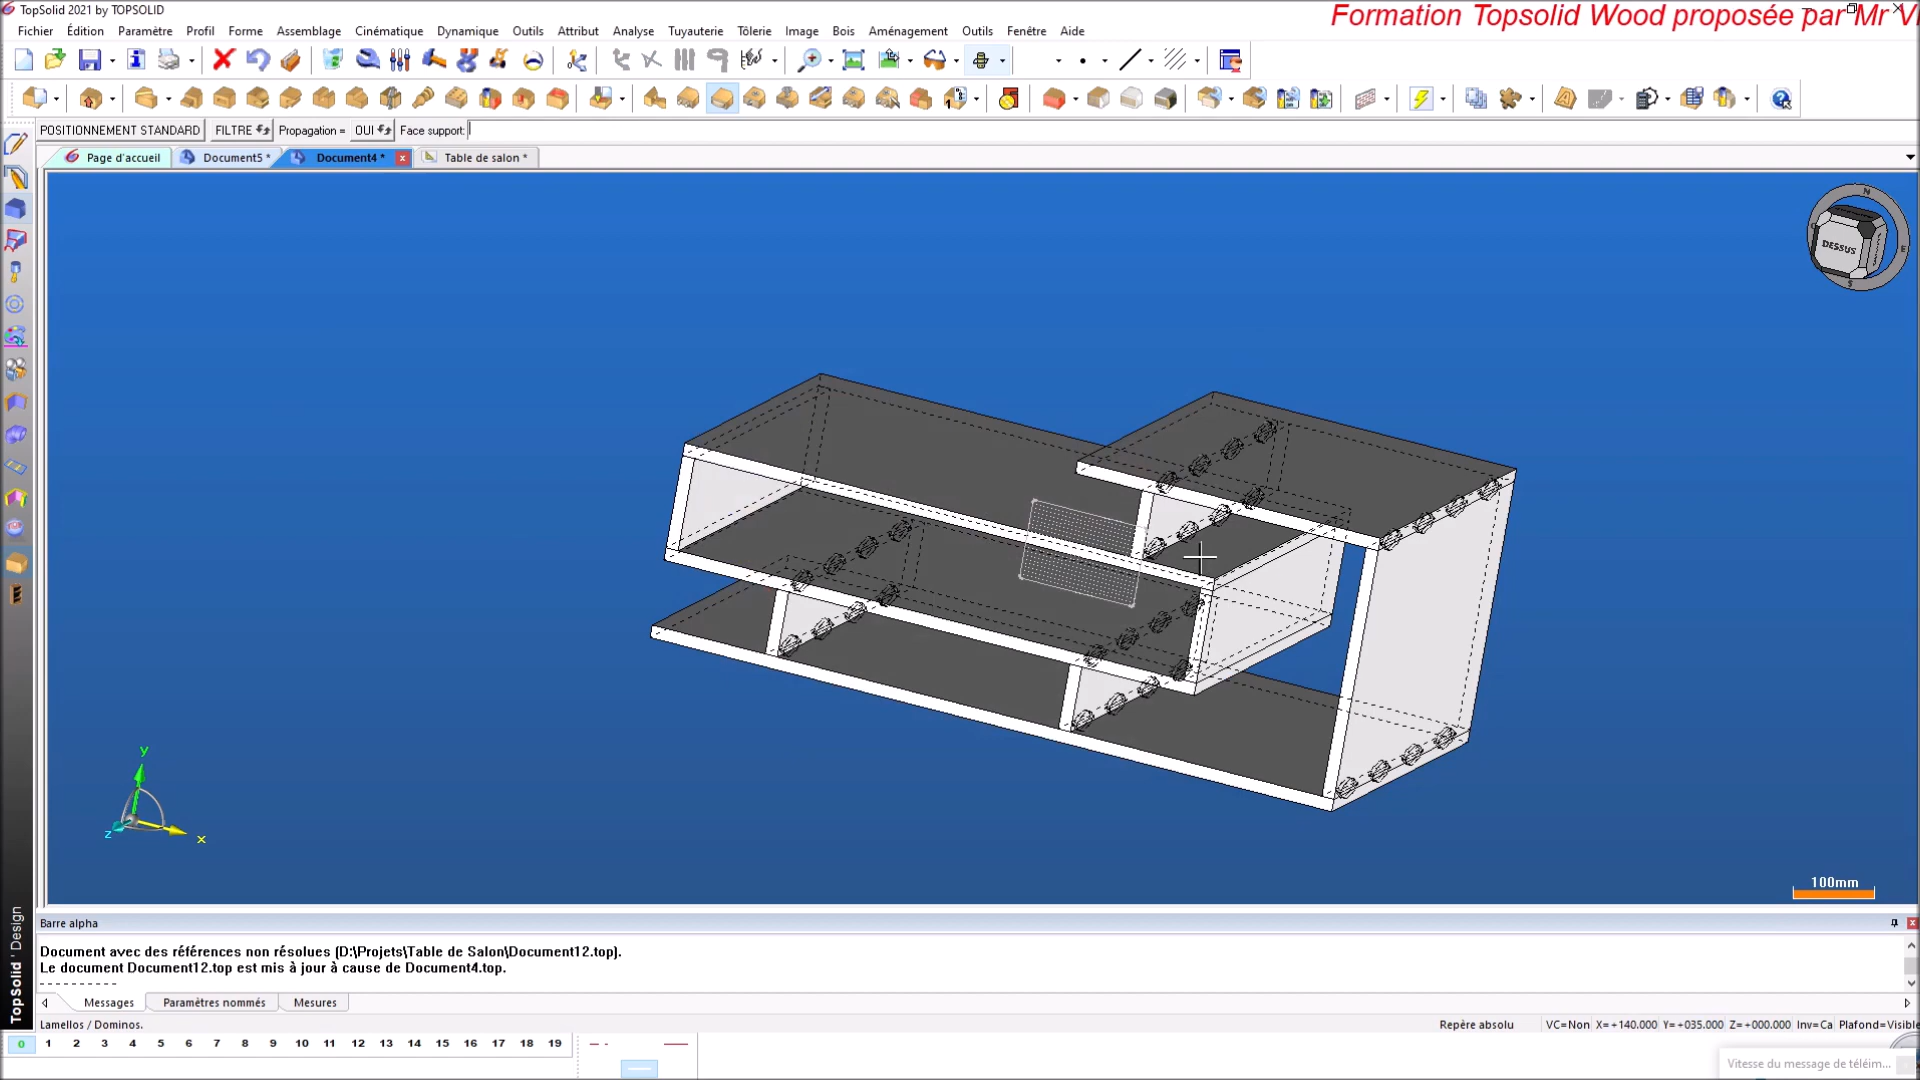 TopSolid 2021 by TOPSOLID
Formation Topsolid Wood proposée par Mr V
Fichier Édition Paramètre Profil Forme Assemblage Cinématique Dynamique Outils Attribut Analyse Tuyauterie Tôlerie Image Bois Aménagement Outils Fenêtre Aide
POSITIONNEMENT STANDARD FILTRE Propagation = OUI Face support:
Page d'accueil Document5 * Document4 * x Table de salon *
N
DESSUS
E
S
y
z
x
100mm
Barre alpha
Document avec des références non résolues (D:\Projets\Table de Salon\Document12.top).
Le document Document12.top est mis à jour à cause de Document4.top.
----------
Messages Paramètres nommés Mesures
TopSolid ' Design
Lamellos / Dominos.
Repère absolu VC=Non X=+140.000 Y=+035.000 Z=+000.000 Inv=Ca Plafond=Visible
0 1 2 3 4 5 6 7 8 9 10 11 12 13 14 15 16 17 18 19
Vitesse du message de téléim...